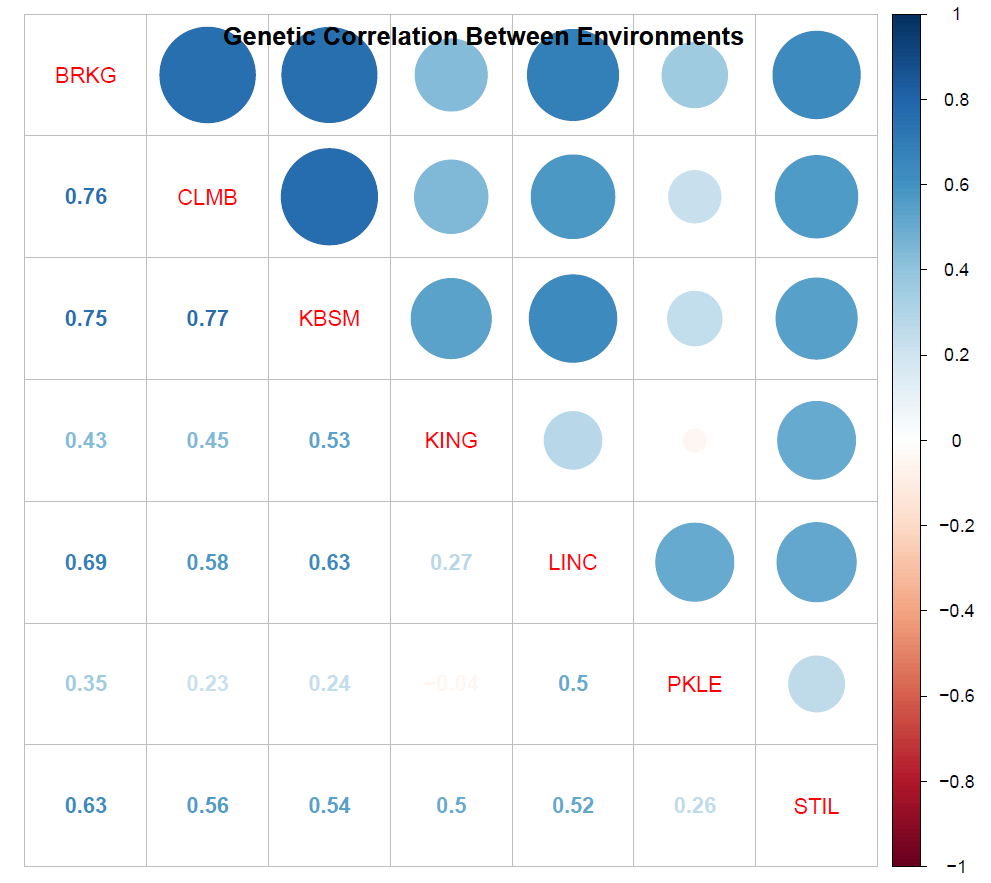 Genetic Correlation Between Environments
BRKG
0.76 CLMB
0.75 0.77 KBSM
0.43 0.45 0.53 KING
0.69 0.58 0.63 0.27 LINC
0.35 0.23 0.24 −0.04 0.5 PKLE
0.63 0.56 0.54 0.5 0.52 0.26 STIL
1
0.8
0.6
0.4
0.2
0
−0.2
−0.4
−0.6
−0.8
−1